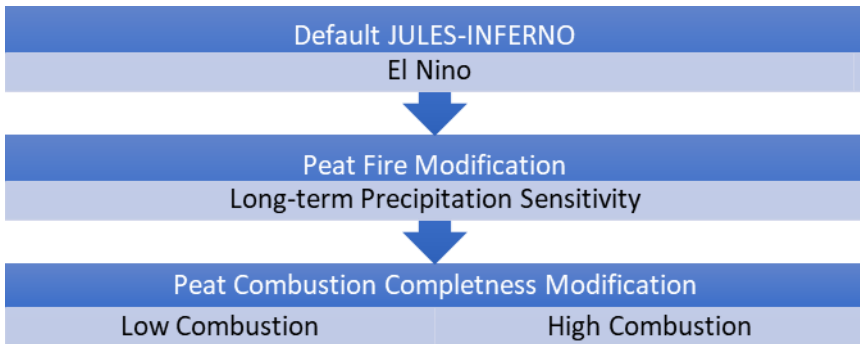 Default JULES-INFERNO
El Nino
Peat Fire Modification
Long-term Precipitation Sensitivity
Peat Combustion Completness Modification
Low Combustion High Combustion